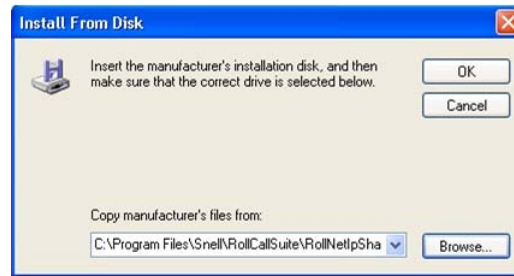 Install From Disk
Insert the manufacturer's installation disk, and then
make sure that the correct drive is selected below.
OK
Cancel
Copy manufacturer's files from:
C:\Program Files\Snell\RollCallSuite\RollNetIpSha
Browse...